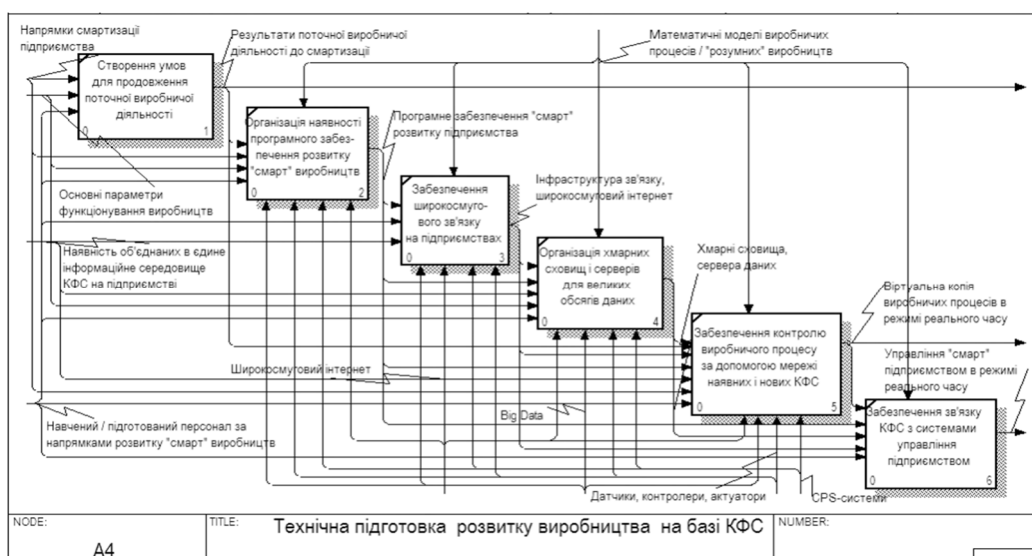 Напрямки смартизації
підприємства
Результати поточної виробничої
діяльності до смартизації
Математичні моделі виробничих
процесів / "розумних" виробництв
Створення умов
для продовження
поточної виробничої
діяльності
0 1
Організація наявності
програмного забез-
печення розвитку
"смарт" виробництв
0 2
Програмне забезпечення "смарт"
розвитку підприємства
Забезпечення
широкосмуго-
вого зв'язку
на підприємствах
0 3
Інфраструктура зв'язку,
широкосмуговий інтернет
Основні параметри
функціонування виробництв
Наявність об'єднаних в єдине
інформаційне середовище
КФС на підприємстві
Організація хмарних
сховищ і серверів
для великих
обсягів даних
0 4
Хмарні сховища,
сервера даних
Віртуальна копія
виробничих процесів в
режимі реального часу
Забезпечення контролю
виробничого процесу
за допомогою мережі
наявних і нових КФС
0 5
Управління "смарт"
підприємством в режимі
реального часу
Широкосмуговий інтернет
Big Data
Навчений / підготований персонал за
напрямками розвитку "смарт" виробництв
Забезпечення зв'язку
КФС з системами
управління
підприємством
0 6
Датчики, контролери, актуатори
CPS-системи
NODE:
A4
TITLE:
Технічна підготовка розвитку виробництва на базі КФС
NUMBER: